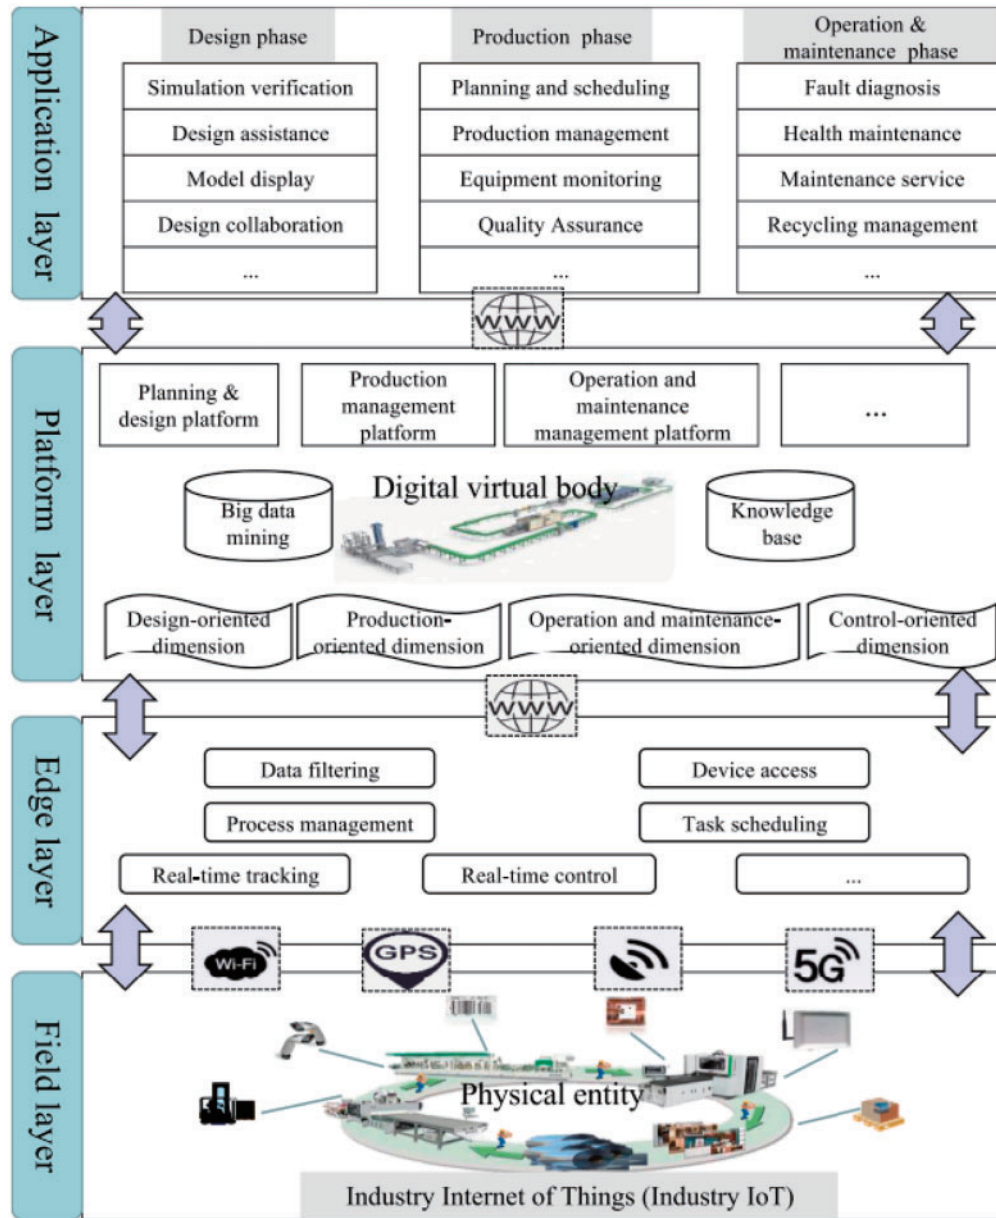 Application layer
Design phase
Production phase
Operation &
maintenance phase
Simulation verification
Planning and scheduling
Fault diagnosis
Design assistance
Production management
Health maintenance
Model display
Equipment monitoring
Maintenance service
Design collaboration
Quality Assurance
Recycling management
...
...
...
WWW
Platform layer
Planning &
design platform
Production
management
platform
Operation and
maintenance
management platform
...
Big data
mining
Digital virtual body
Knowledge
base
Design-oriented
dimension
Production-
oriented dimension
Operation and maintenance-
oriented dimension
Control-oriented
dimension
WWW
Edge layer
Data filtering
Device access
Process management
Task scheduling
Real-time tracking
Real-time control
...
Wi-Fi
GPS
5G
Field layer
Physical entity
Industry Internet of Things (Industry IoT)